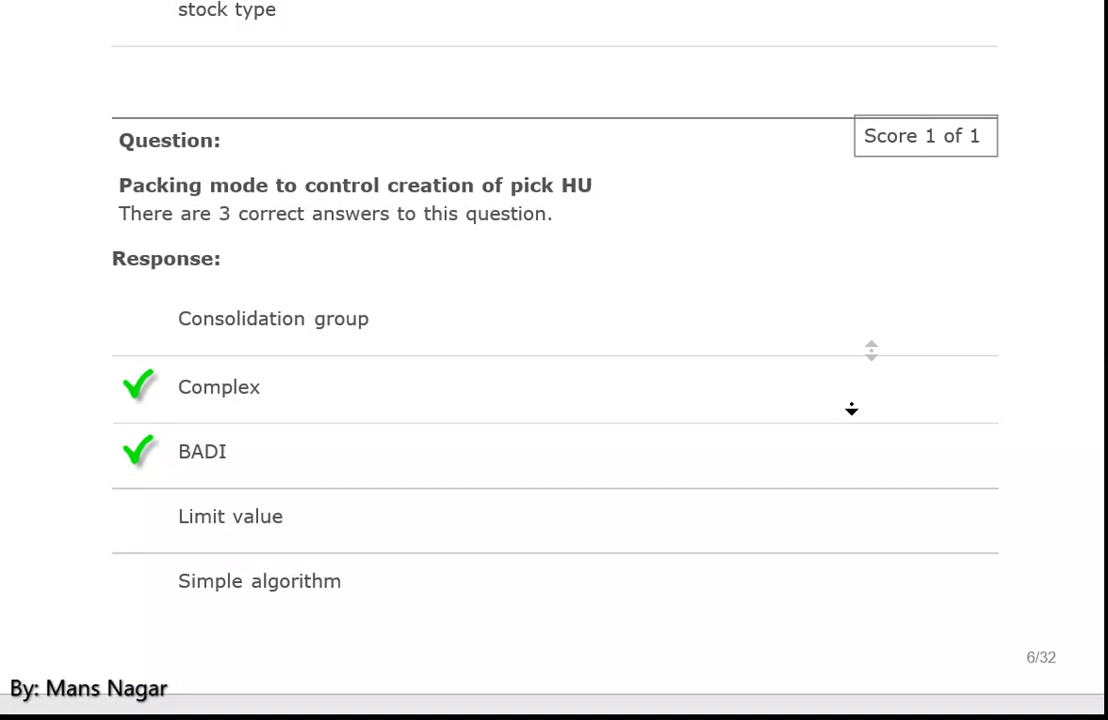 stock type
Question:
Score 1 of 1
Packing mode to control creation of pick HU
There are 3 correct answers to this question.
Response:
Consolidation group
Complex
BADI
Limit value
Simple algorithm
6/32
By: Mans Nagar